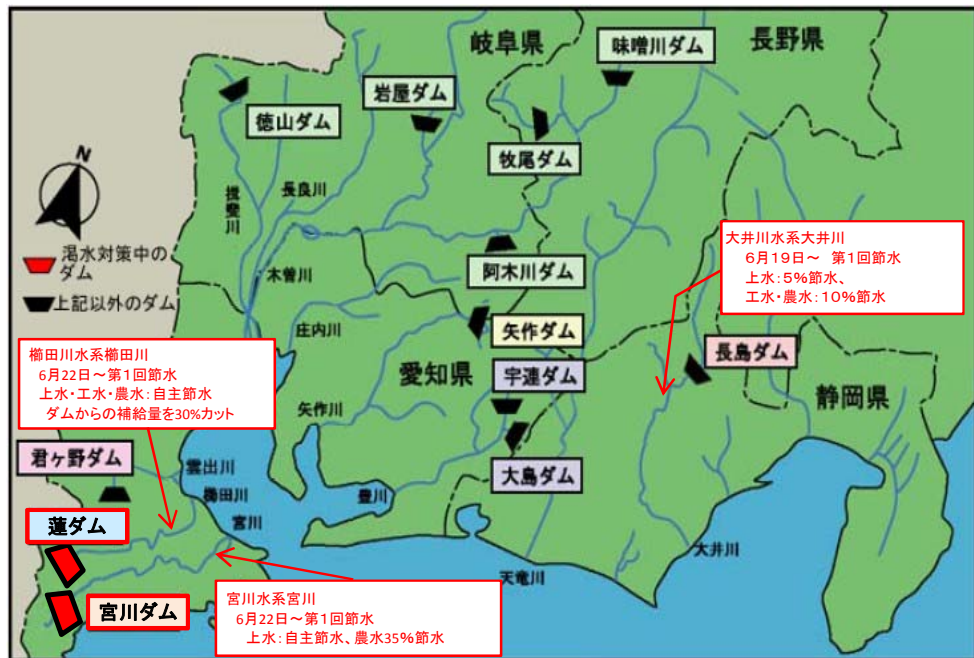 岐阜県
味噌川ダム
長野県
岩屋ダム
徳山ダム
牧尾ダム
N
揖斐川
長良川
渇水対策中の
ダム
上記以外のダム
木曽川
阿木川ダム
大井川水系大井川
6月19日～ 第1回節水
上水:5%節水、
工水・農水:10%節水
庄内川
矢作ダム
櫛田川水系櫛田川
6月22日～第1回節水
上水・工水・農水:自主節水
ダムからの補給量を30%カット
愛知県
宇連ダム
長島ダム
静岡県
矢作川
君ヶ野ダム
雲出川
櫛田川
宮川
豊川
大島ダム
蓮ダム
天竜川
大井川
宮川ダム
宮川水系宮川
6月22日～第1回節水
上水:自主節水、農水35%節水